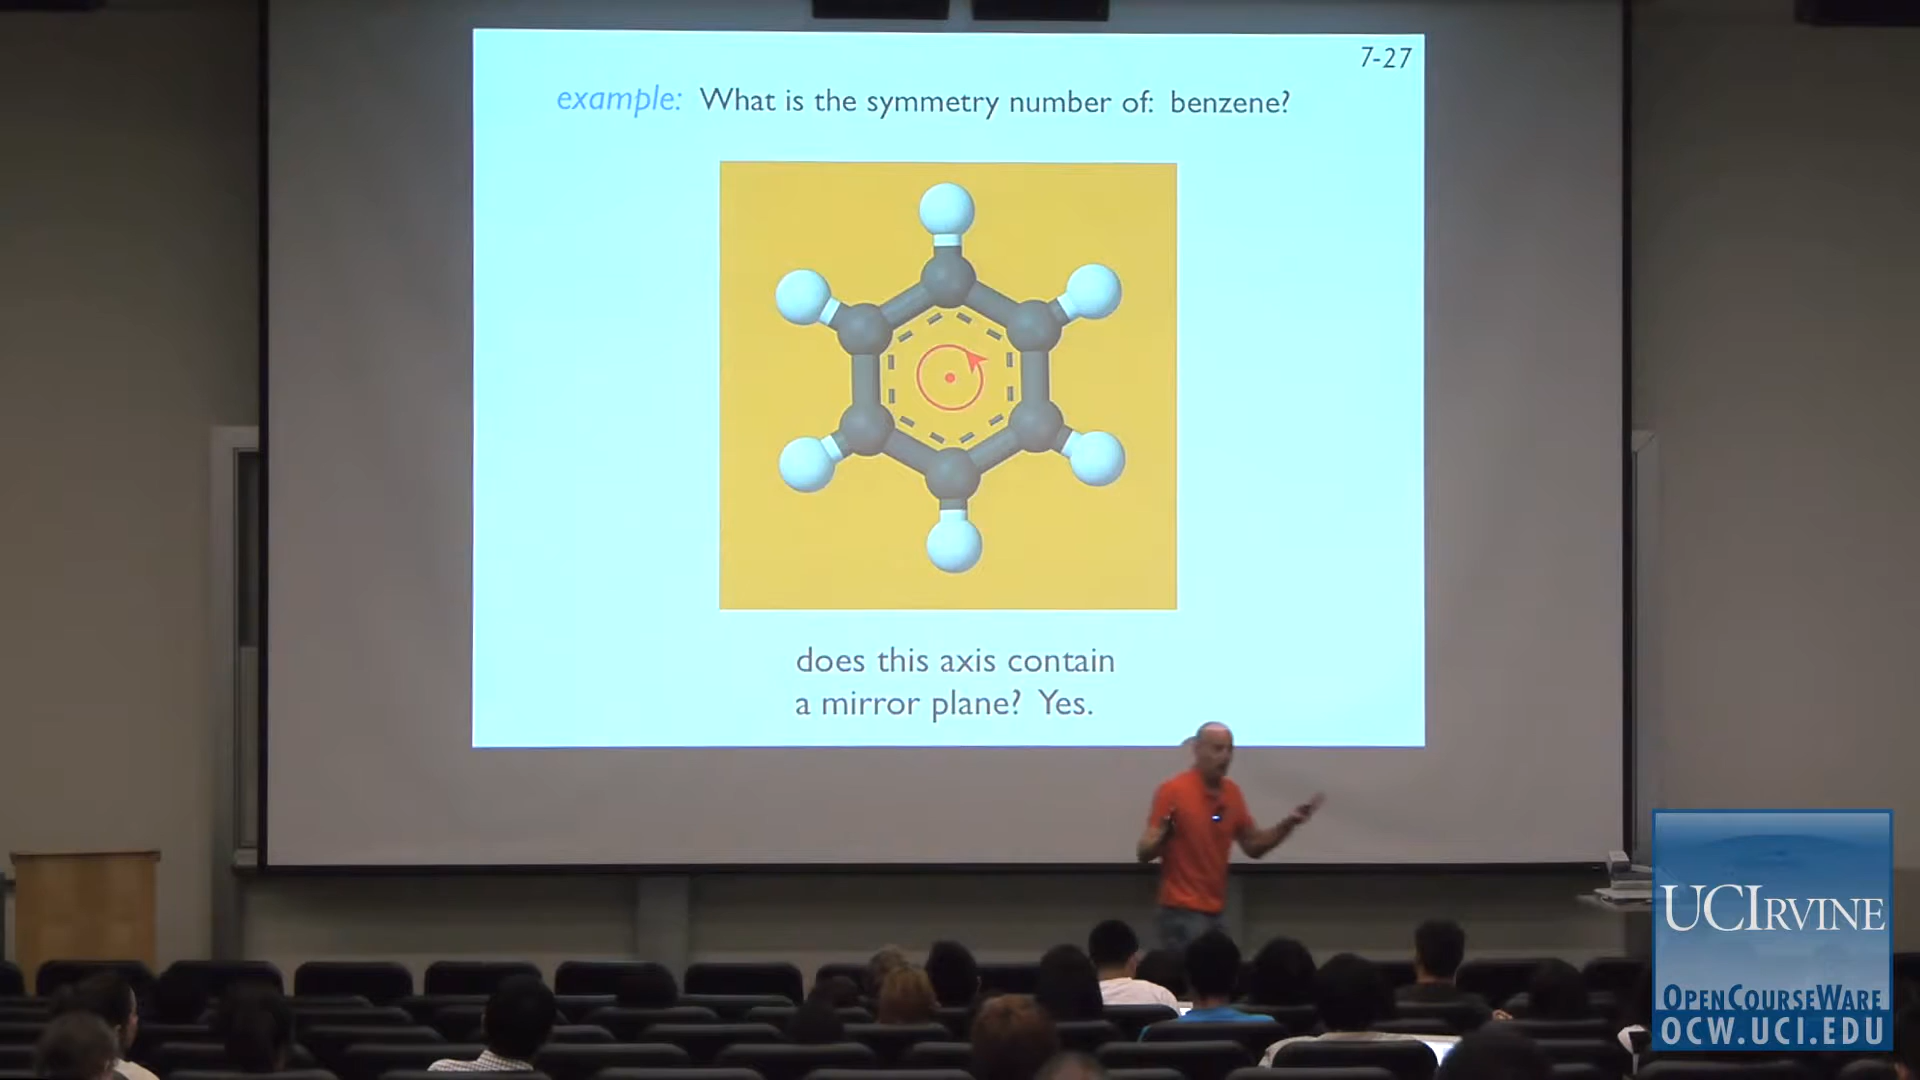 7-27
example: What is the symmetry number of: benzene?
does this axis contain
a mirror plane? Yes.
UCIRVINE
OPENCOURSEWARE
OCW.UCI.EDU